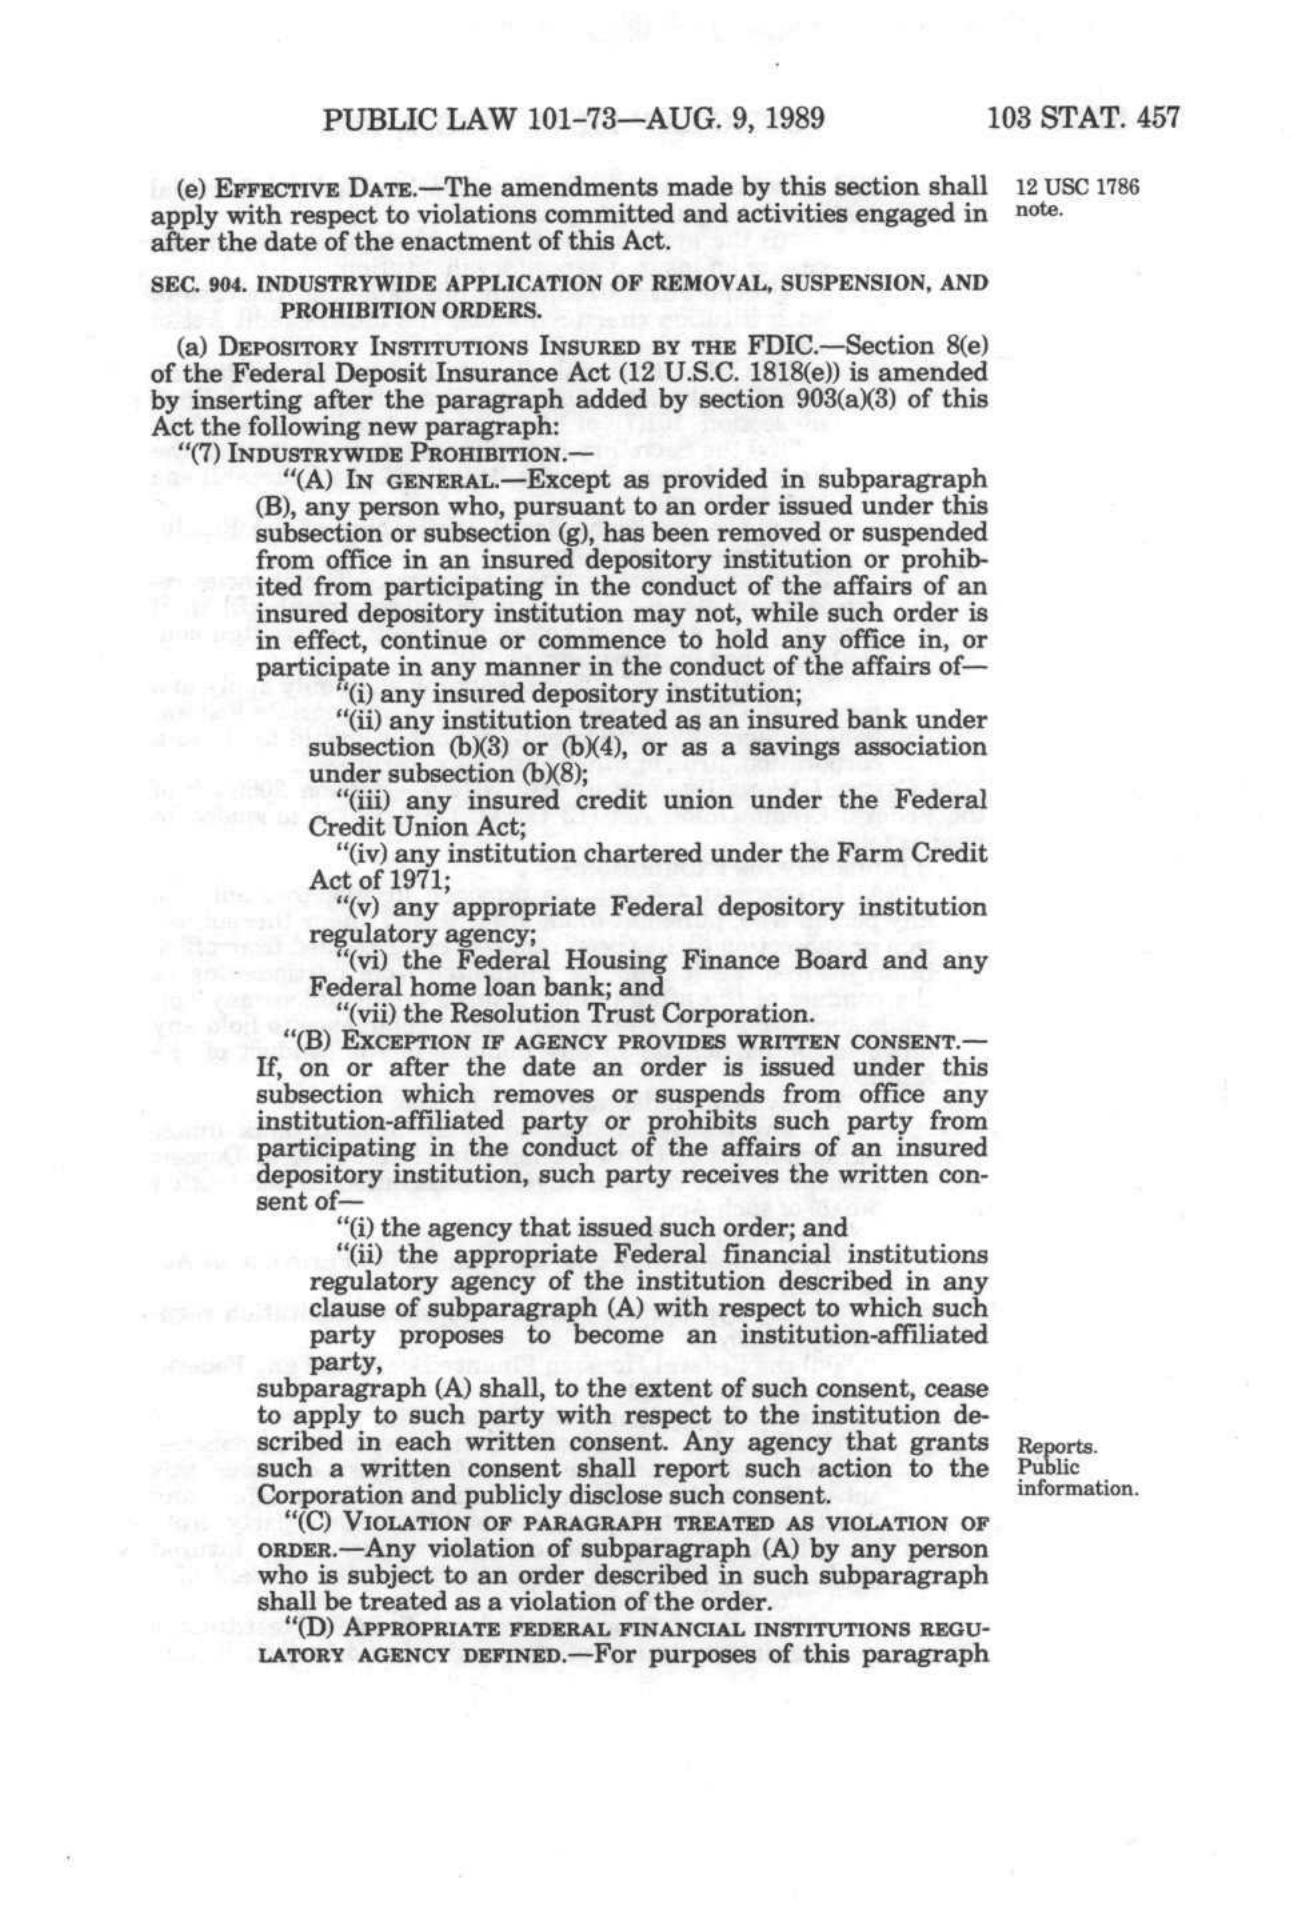 PUBLIC LAW 101-73—AUG. 9, 1989 103 STAT. 457
(e) EFFECTIVE DATE.—The amendments made by this section shall
apply with respect to violations committed and activities engaged in
after the date of the enactment of this Act.
12 USC 1786
note.
SEC. 904. INDUSTRYWIDE APPLICATION OF REMOVAL, SUSPENSION, AND
PROHIBITION ORDERS.
(a) DEPOSITORY INSTITUTIONS INSURED BY THE FDIC.—Section 8(e)
of the Federal Deposit Insurance Act (12 U.S.C. 1818(e)) is amended
by inserting after the paragraph added by section 903(a)(3) of this
Act the following new paragraph:
“(7) INDUSTRYWIDE PROHIBITION.—
“(A) IN GENERAL.—Except as provided in subparagraph
(B), any person who, pursuant to an order issued under this
subsection or subsection (g), has been removed or suspended
from office in an insured depository institution or prohib-
ited from participating in the conduct of the affairs of an
insured depository institution may not, while such order is
in effect, continue or commence to hold any office in, or
participate in any manner in the conduct of the affairs of—
“(i) any insured depository institution;
“(ii) any institution treated as an insured bank under
subsection (b)(3) or (b)(4), or as a savings association
under subsection (b)(8);
“(iii) any insured credit union under the Federal
Credit Union Act;
“(iv) any institution chartered under the Farm Credit
Act of 1971;
“(v) any appropriate Federal depository institution
regulatory agency;
“(vi) the Federal Housing Finance Board and any
Federal home loan bank; and
“(vii) the Resolution Trust Corporation.
“(B) EXCEPTION IF AGENCY PROVIDES WRITTEN CONSENT.—
If, on or after the date an order is issued under this
subsection which removes or suspends from office any
institution-affiliated party or prohibits such party from
participating in the conduct of the affairs of an insured
depository institution, such party receives the written con-
sent of—
“(i) the agency that issued such order; and
“(ii) the appropriate Federal financial institutions
regulatory agency of the institution described in any
clause of subparagraph (A) with respect to which such
party proposes to become an institution-affiliated
party,
subparagraph (A) shall, to the extent of such consent, cease
to apply to such party with respect to the institution de-
scribed in each written consent. Any agency that grants
such a written consent shall report such action to the
Corporation and publicly disclose such consent.
Reports.
Public
information.
“(C) VIOLATION OF PARAGRAPH TREATED AS VIOLATION OF
ORDER.—Any violation of subparagraph (A) by any person
who is subject to an order described in such subparagraph
shall be treated as a violation of the order.
“(D) APPROPRIATE FEDERAL FINANCIAL INSTITUTIONS REGU-
LATORY AGENCY DEFINED.—For purposes of this paragraph